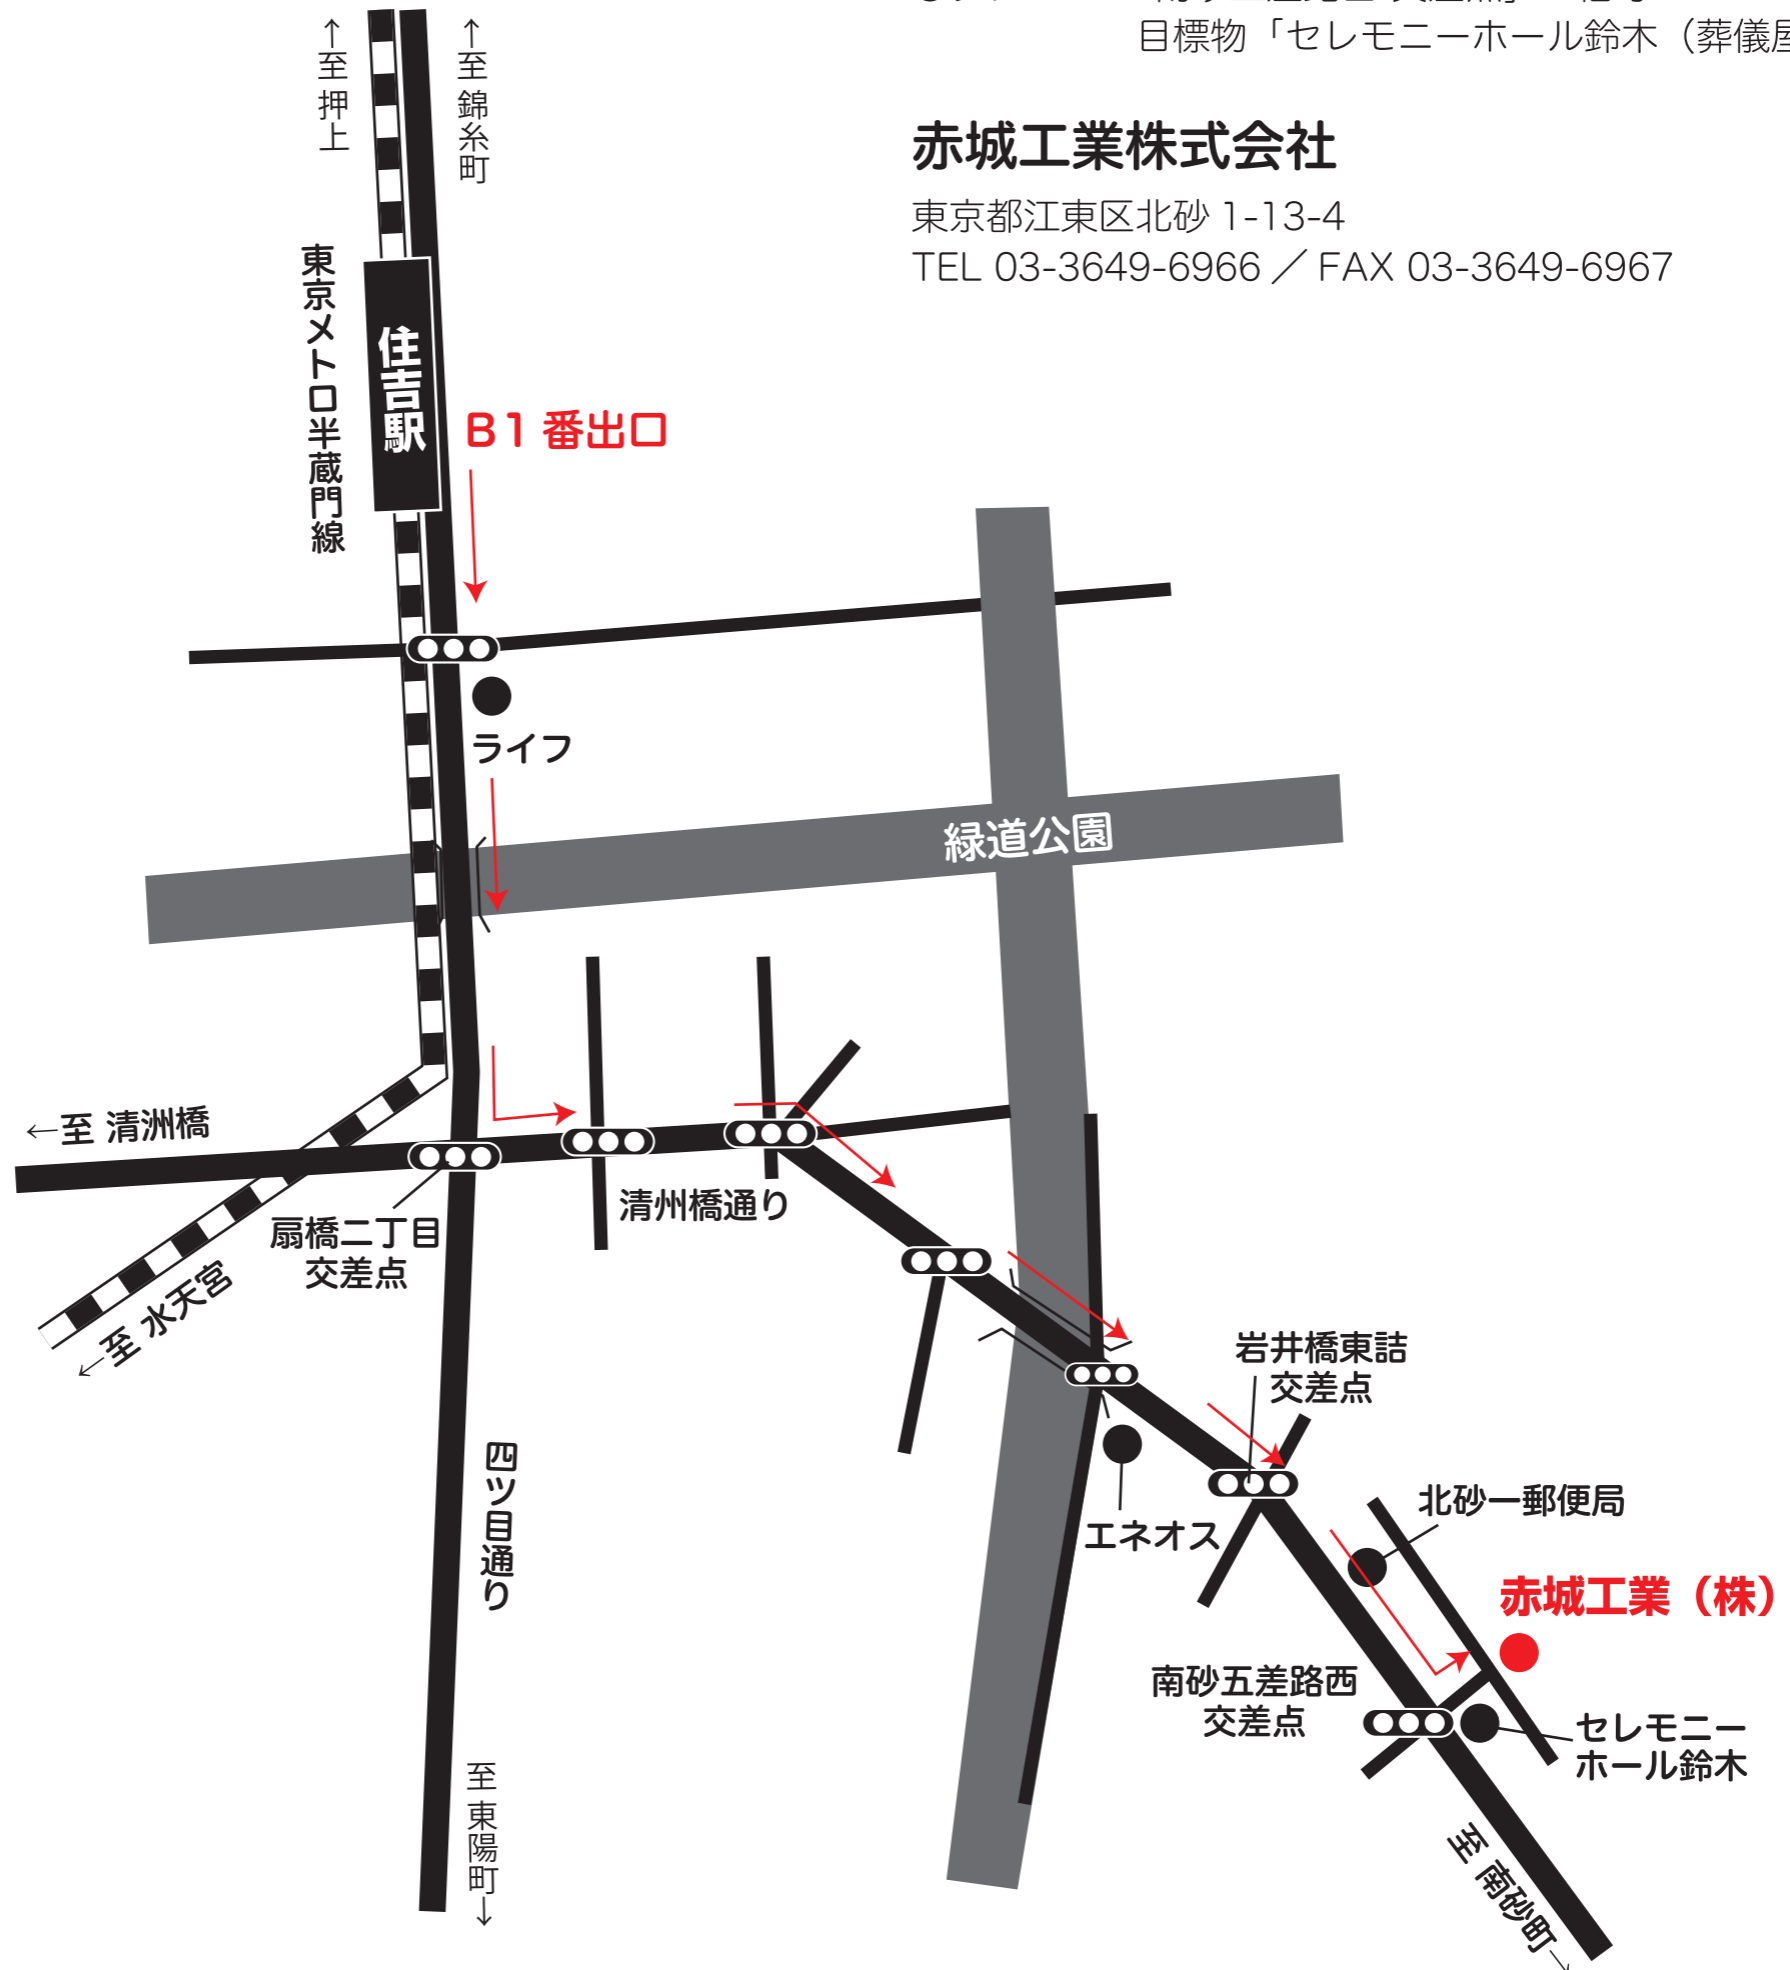 目標物「セレモニーホール鈴木（葬儀屋
赤城工業株式会社
東京都江東区北砂 1-13-4
TEL 03-3649-6966 ／ FAX 03-3649-6967
↑至 押上
↑至 錦糸町
東京メトロ半蔵門線
住吉駅
B1 番出口
ライフ
緑道公園
←至 清洲橋
扇橋二丁目
交差点
清州橋通り
←至 水天宮
岩井橋東詰
交差点
四ツ目通り
エネオス
北砂一郵便局
赤城工業（株）
南砂五差路西
交差点
セレモニー
ホール鈴木
至 東陽町→
至 南砂町→